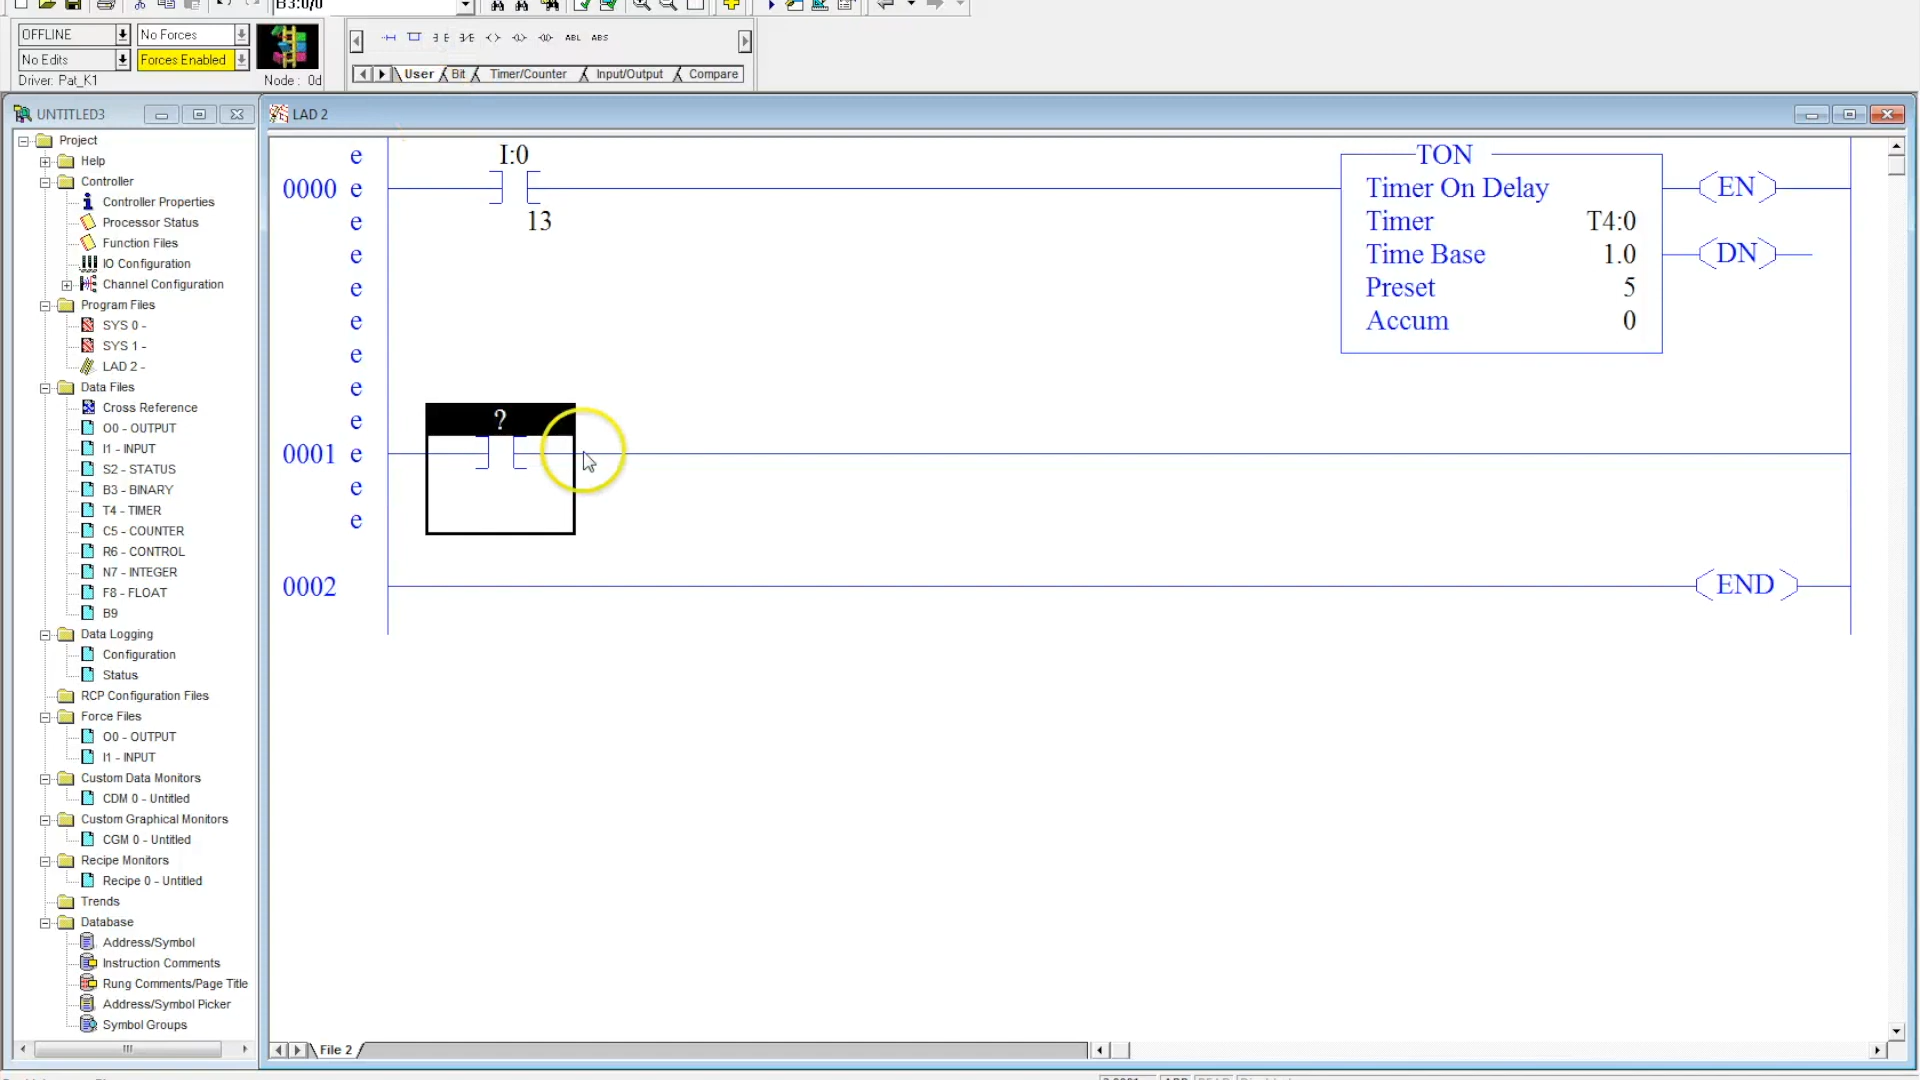 B3:0/0
OFFLINE
No Forces
No Edits
Forces Enabled
Driver: Pat_K1
Node : 0d
ABL
ABS
User
Bit
Timer/Counter
Input/Output
Compare
UNTITLED3
Project
Help
Controller
Controller Properties
Processor Status
Function Files
IO Configuration
Channel Configuration
Program Files
SYS 0 -
SYS 1 -
LAD 2 -
Data Files
Cross Reference
O0 - OUTPUT
I1 - INPUT
S2 - STATUS
B3 - BINARY
T4 - TIMER
C5 - COUNTER
R6 - CONTROL
N7 - INTEGER
F8 - FLOAT
B9
Data Logging
Configuration
Status
RCP Configuration Files
Force Files
O0 - OUTPUT
I1 - INPUT
Custom Data Monitors
CDM 0 - Untitled
Custom Graphical Monitors
CGM 0 - Untitled
Recipe Monitors
Recipe 0 - Untitled
Trends
Database
Address/Symbol
Instruction Comments
Rung Comments/Page Title
Address/Symbol Picker
Symbol Groups
LAD 2
e
I:0
TON
0000 e
Timer On Delay
EN
e
13
Timer T4:0
e
Time Base 1.0
DN
e
Preset 5
e
Accum 0
e
e
e
?
0001 e
e
e
0002
END
File 2